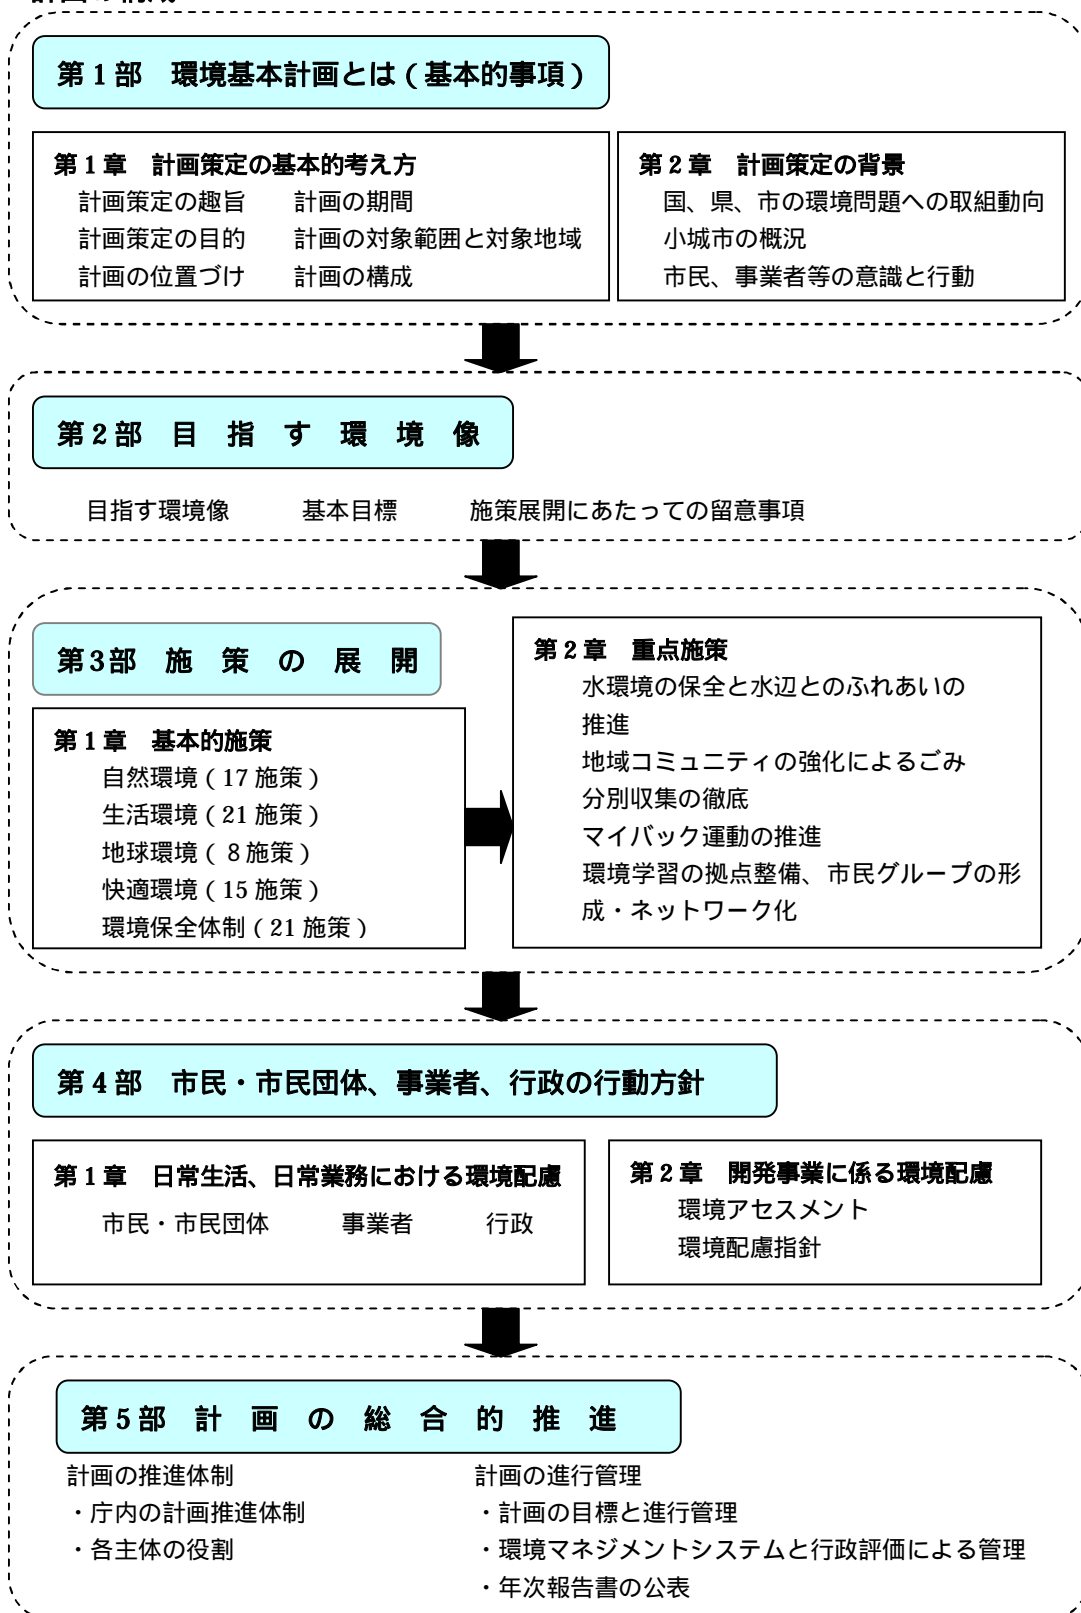 第1部　環境基本計画とは（基本的事項）
第1章　計画策定の基本的考え方
計画策定の趣旨　　計画の期間
計画策定の目的　　計画の対象範囲と対象地域
計画の位置づけ　　計画の構成
第2章　計画策定の背景
国、県、市の環境問題への取組動向
小城市の概況
市民、事業者等の意識と行動
第2部　目　指　す　環　境　像
目指す環境像　　　基本目標　　　施策展開にあたっての留意事項
第3部　施　策　の　展　開
第1章　基本的施策
自然環境（17 施策）
生活環境（21 施策）
地球環境（ 8 施策）
快適環境（15 施策）
環境保全体制（21 施策）
第2章　重点施策
水環境の保全と水辺とのふれあいの
推進
地域コミュニティの強化によるごみ
分別収集の徹底
マイバック運動の推進
環境学習の拠点整備、市民グループの形
成・ネットワーク化
第4部　市民・市民団体、事業者、行政の行動方針
第1章　日常生活、日常業務における環境配慮
市民・市民団体　　　事業者　　　行政
第2章　開発事業に係る環境配慮
環境アセスメント
環境配慮指針
第5部　計　画　の　総　合　的　推　進
計画の推進体制
・庁内の計画推進体制
・各主体の役割
計画の進行管理
・計画の目標と進行管理
・環境マネジメントシステムと行政評価による管理
・年次報告書の公表